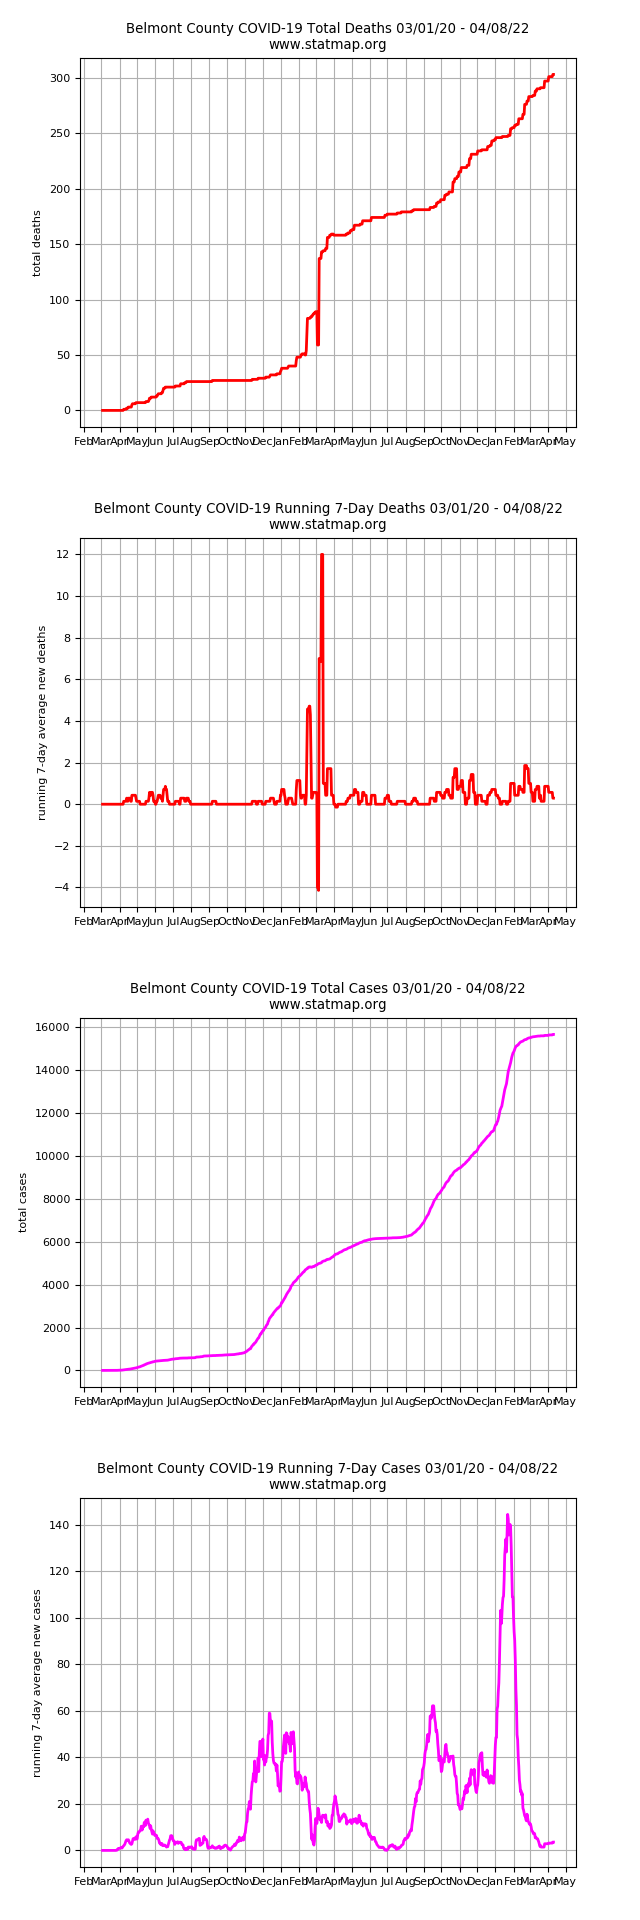 Belmont County COVID-19 Total Deaths 03/01/20 - 04/08/22
www.statmap.org
300
250
200
150
100
50
0
total deaths
Feb Mar Apr May Jun Jul Aug Sep Oct Nov Dec Jan Feb Mar Apr May Jun Jul Aug Sep Oct Nov Dec Jan Feb Mar Apr May
Belmont County COVID-19 Running 7-Day Deaths 03/01/20 - 04/08/22
www.statmap.org
12
10
8
6
4
2
0
−2
−4
running 7-day average new deaths
Feb Mar Apr May Jun Jul Aug Sep Oct Nov Dec Jan Feb Mar Apr May Jun Jul Aug Sep Oct Nov Dec Jan Feb Mar Apr May
Belmont County COVID-19 Total Cases 03/01/20 - 04/08/22
www.statmap.org
16000
14000
12000
10000
8000
6000
4000
2000
0
total cases
Feb Mar Apr May Jun Jul Aug Sep Oct Nov Dec Jan Feb Mar Apr May Jun Jul Aug Sep Oct Nov Dec Jan Feb Mar Apr May
Belmont County COVID-19 Running 7-Day Cases 03/01/20 - 04/08/22
www.statmap.org
140
120
100
80
60
40
20
0
running 7-day average new cases
Feb Mar Apr May Jun Jul Aug Sep Oct Nov Dec Jan Feb Mar Apr May Jun Jul Aug Sep Oct Nov Dec Jan Feb Mar Apr May